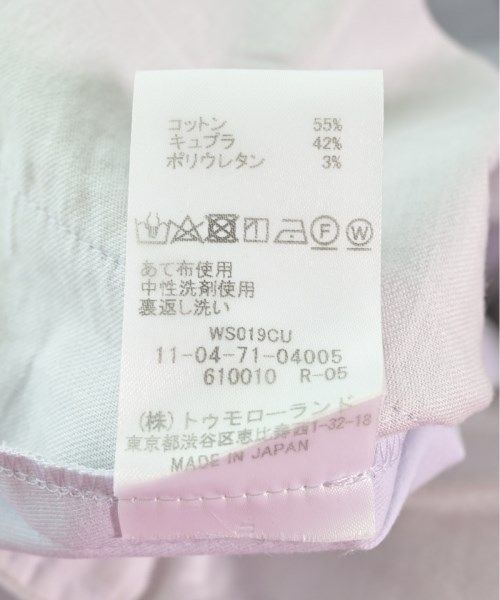 コットン 55%
キュプラ 42%
ポリウレタン 3%
F W
あて布使用
中性洗剤使用
裏返し洗い
WS019CU
11-04-71-04005
610010 R-05
(株)トゥモローランド
東京都渋谷区恵比寿西1-32-18
MADE IN JAPAN